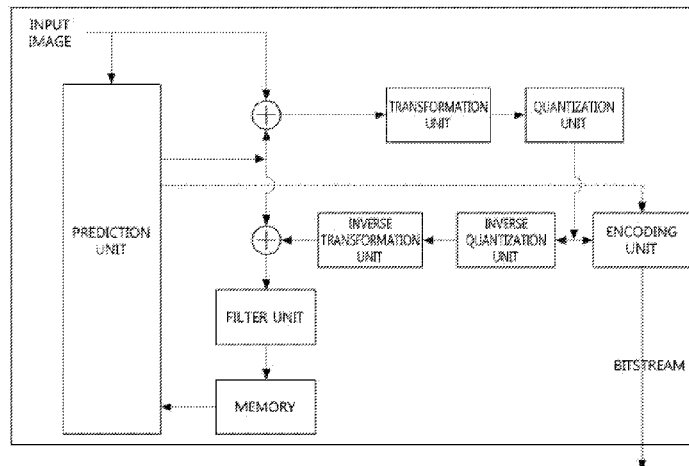 INPUT
IMAGE
TRANSFORMATION
UNIT
QUANTIZATION
UNIT
PREDICTION
UNIT
INVERSE
TRANSFORMATION
UNIT
INVERSE
QUANTIZATION
UNIT
ENCODING
UNIT
FILTER UNIT
BITSTREAM
MEMORY